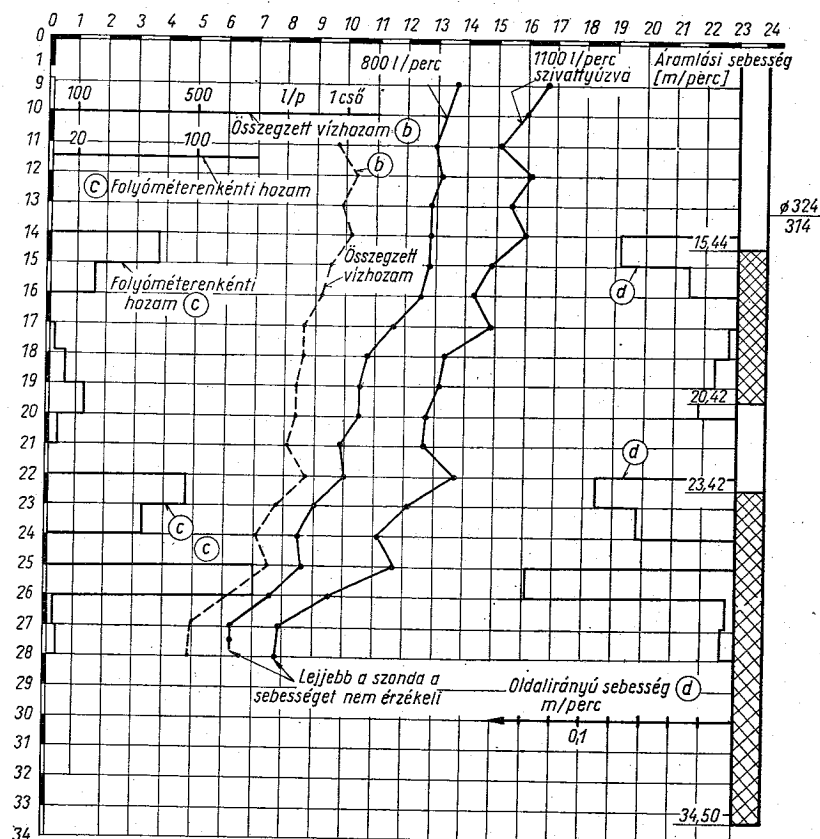 0 1 2 3 4 5 6 7 8 9 10 11 12 13 14 15 16 17 18 19 20 21 22 23 24
0
1
9
10
11
12
13
14
15
16
17
18
19
20
21
22
23
24
25
26
27
28
29
30
31
32
33
34
800 l/perc
1100 l/perc
szivattyúzva
Áramlási sebesség
[m/perc]
100 500 l/p 1 cső
Összegzett vízhozam b
20 100
b
c Folyóméterenkénti hozam
ø 324
314
15,44
Összegzett
vízhozam
Folyóméterenkénti
hozam c
d
20,42
d
23,42
c
c
Lejjebb a szonda a
sebességet nem érzékeli
Oldalirányú sebesség d
m/perc
0,1
34,50